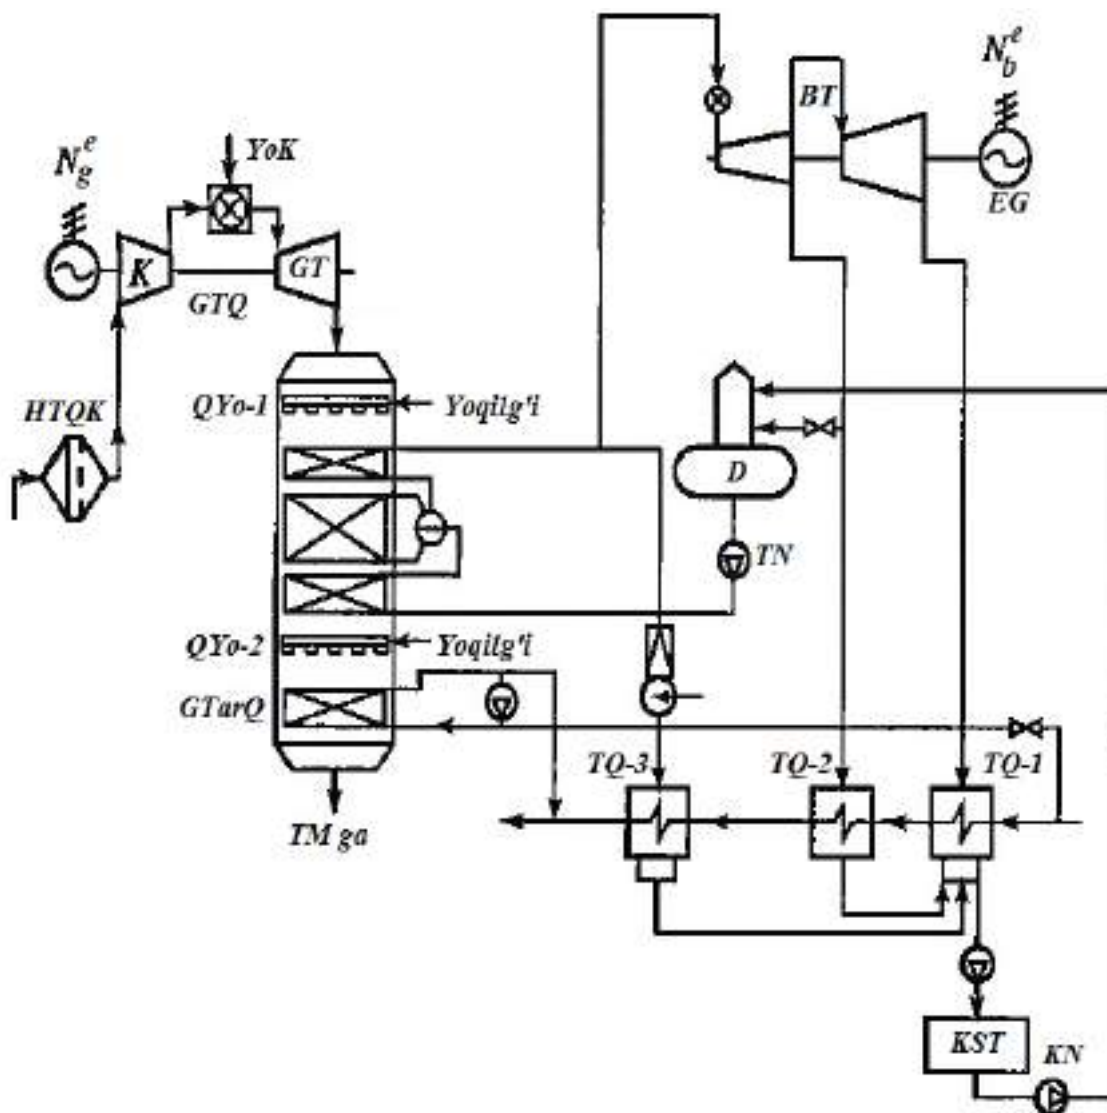 N_b^e
BT
EG
N_g^e
YoK
K
GT
GTQ
HTQK
QYo-1
Yoqilg'i
D
TN
QYo-2
Yoqilg'i
GTarQ
TQ-3
TQ-2
TQ-1
TM ga
KST
KN